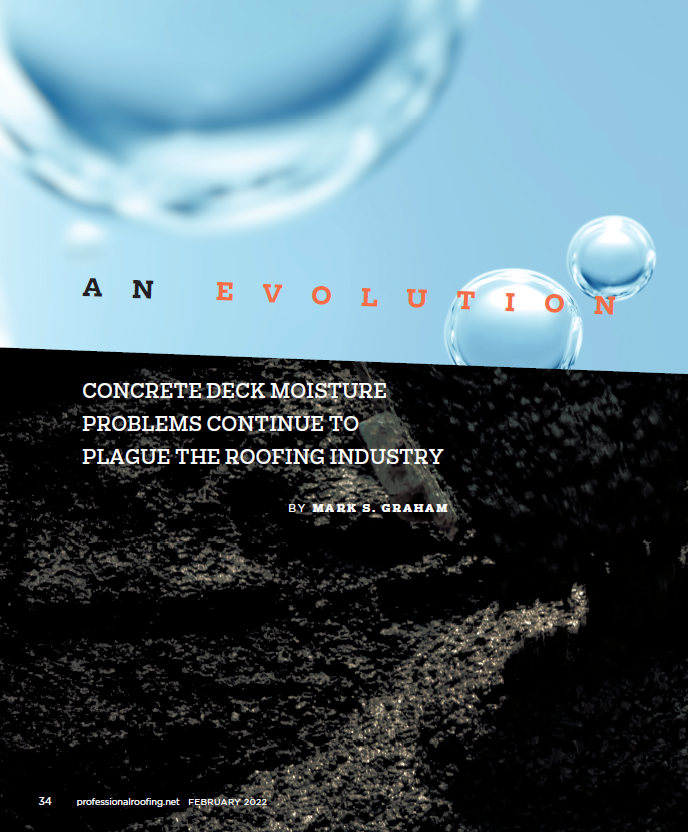 AN EVOLUTION
CONCRETE DECK MOISTURE
PROBLEMS CONTINUE TO
PLAGUE THE ROOFING INDUSTRY
BY MARK S. GRAHAM
34 professionalroofing.net FEBRUARY 2022